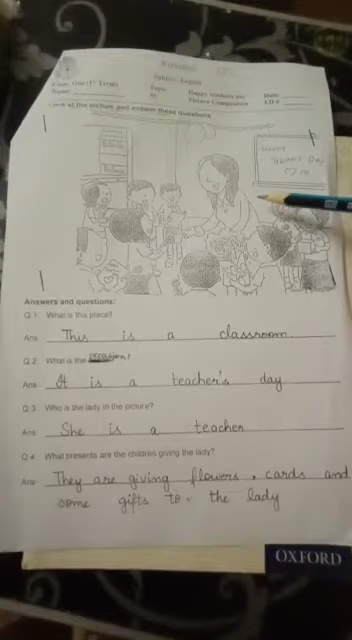 Subject: English
Class: One (1st Term)
Name:
Topic:
Happy teachers day
Picture Composition
Date:
I.D #
Look at the picture and answer these questions
Happy
Teachers Day
Answers and questions:
Q.1 What is this place?
Ans: This is a classroom.
Q.2 What is the occasion?
Ans: It is a teacher's day
Q.3 Who is the lady in the picture?
Ans: She is a teacher
Q.4 What presents are the children giving the lady?
Ans: They are giving flowers, cards and
some gifts to the lady
OXFORD